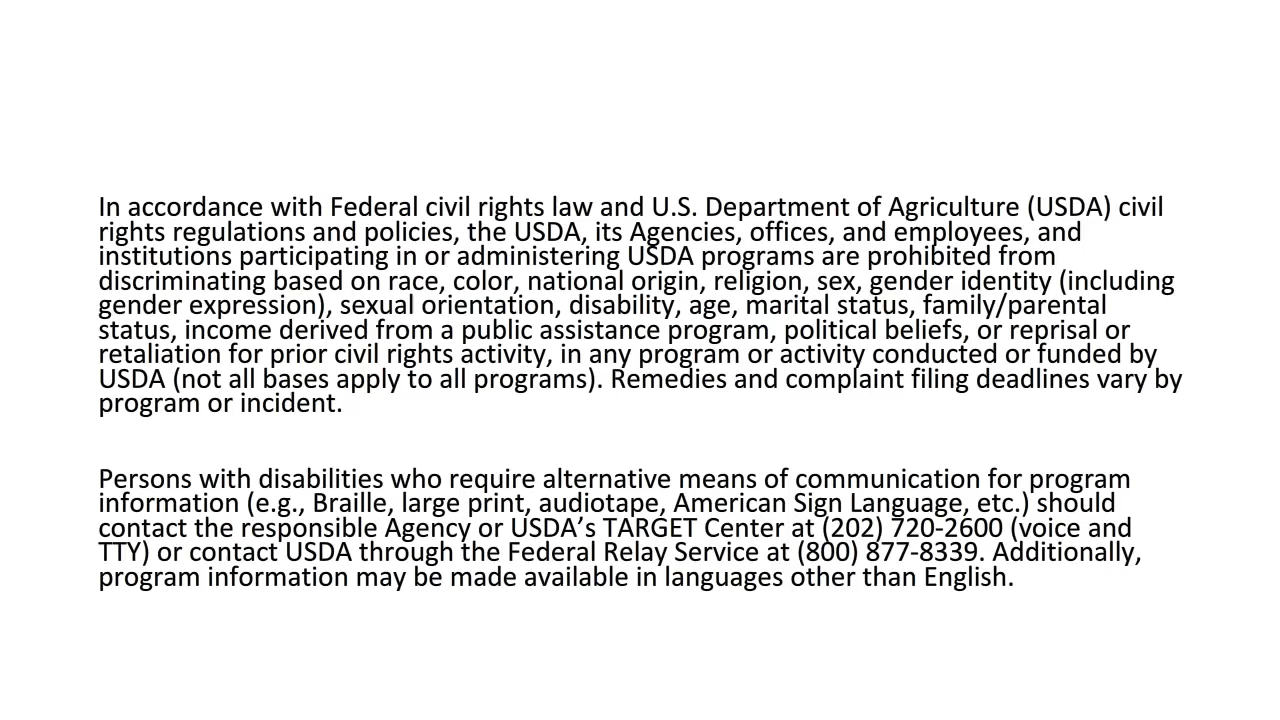 In accordance with Federal civil rights law and U.S. Department of Agriculture (USDA) civil
rights regulations and policies, the USDA, its Agencies, offices, and employees, and
institutions participating in or administering USDA programs are prohibited from
discriminating based on race, color, national origin, religion, sex, gender identity (including
gender expression), sexual orientation, disability, age, marital status, family/parental
status, income derived from a public assistance program, political beliefs, or reprisal or
retaliation for prior civil rights activity, in any program or activity conducted or funded by
USDA (not all bases apply to all programs). Remedies and complaint filing deadlines vary by
program or incident.
Persons with disabilities who require alternative means of communication for program
information (e.g., Braille, large print, audiotape, American Sign Language, etc.) should
contact the responsible Agency or USDA’s TARGET Center at (202) 720-2600 (voice and
TTY) or contact USDA through the Federal Relay Service at (800) 877-8339. Additionally,
program information may be made available in languages other than English.